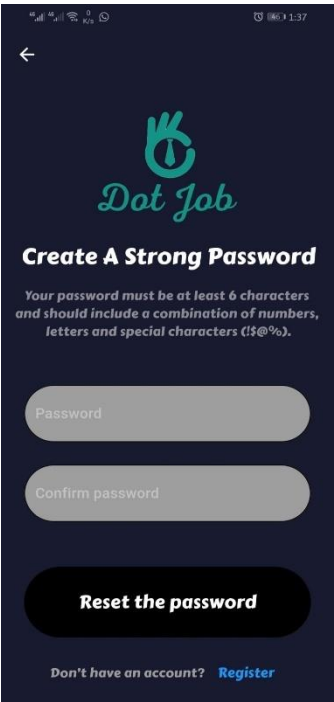 0 K/s 1:37
Dot Job
Create A Strong Password
Your password must be at least 6 characters
and should include a combination of numbers,
letters and special characters (!$@%).
Password
Confirm password
Reset the password
Don't have an account? Register